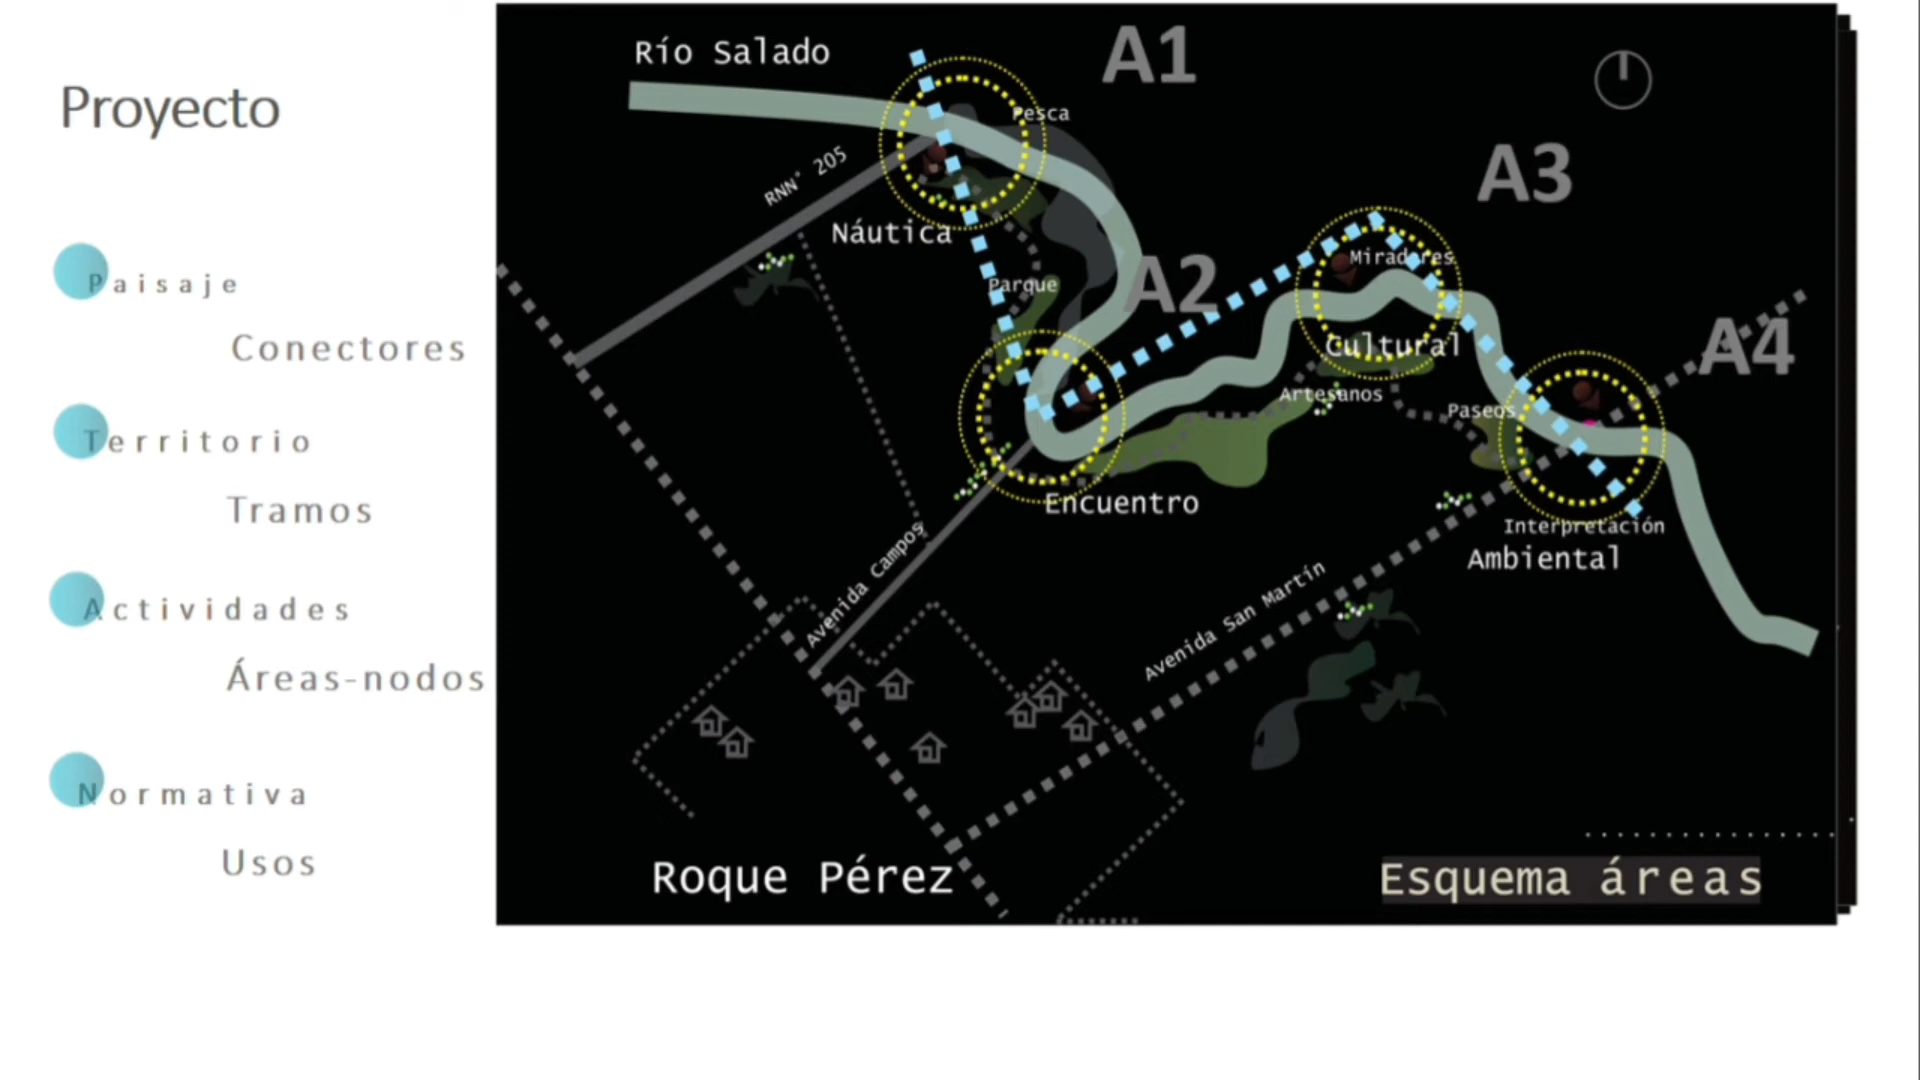 Proyecto
Paisaje
Conectores
Territorio
Tramos
Actividades
Áreas-nodos
Normativa
Usos
Río Salado
A1
Pesca
RNN° 205
Náutica
A3
Parque
A2
Miradores
Cultural
A4
Artesanos
Paseos
Encuentro
Interpretación
Ambiental
Avenida Campos
Avenida San Martín
Roque Pérez
Esquema áreas